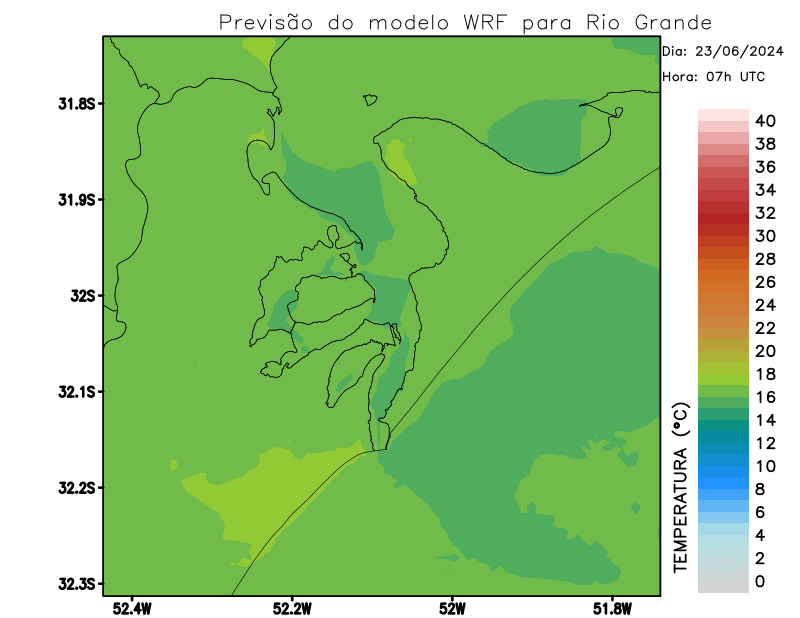 Previsão do modelo WRF para Rio Grande
Dia: 23/06/2024
Hora: 07h UTC
31.8S
31.9S
32S
32.1S
32.2S
32.3S
52.4W
52.2W
52W
51.8W
TEMPERATURA (°C)
40
38
36
34
32
30
28
26
24
22
20
18
16
14
12
10
8
6
4
2
0